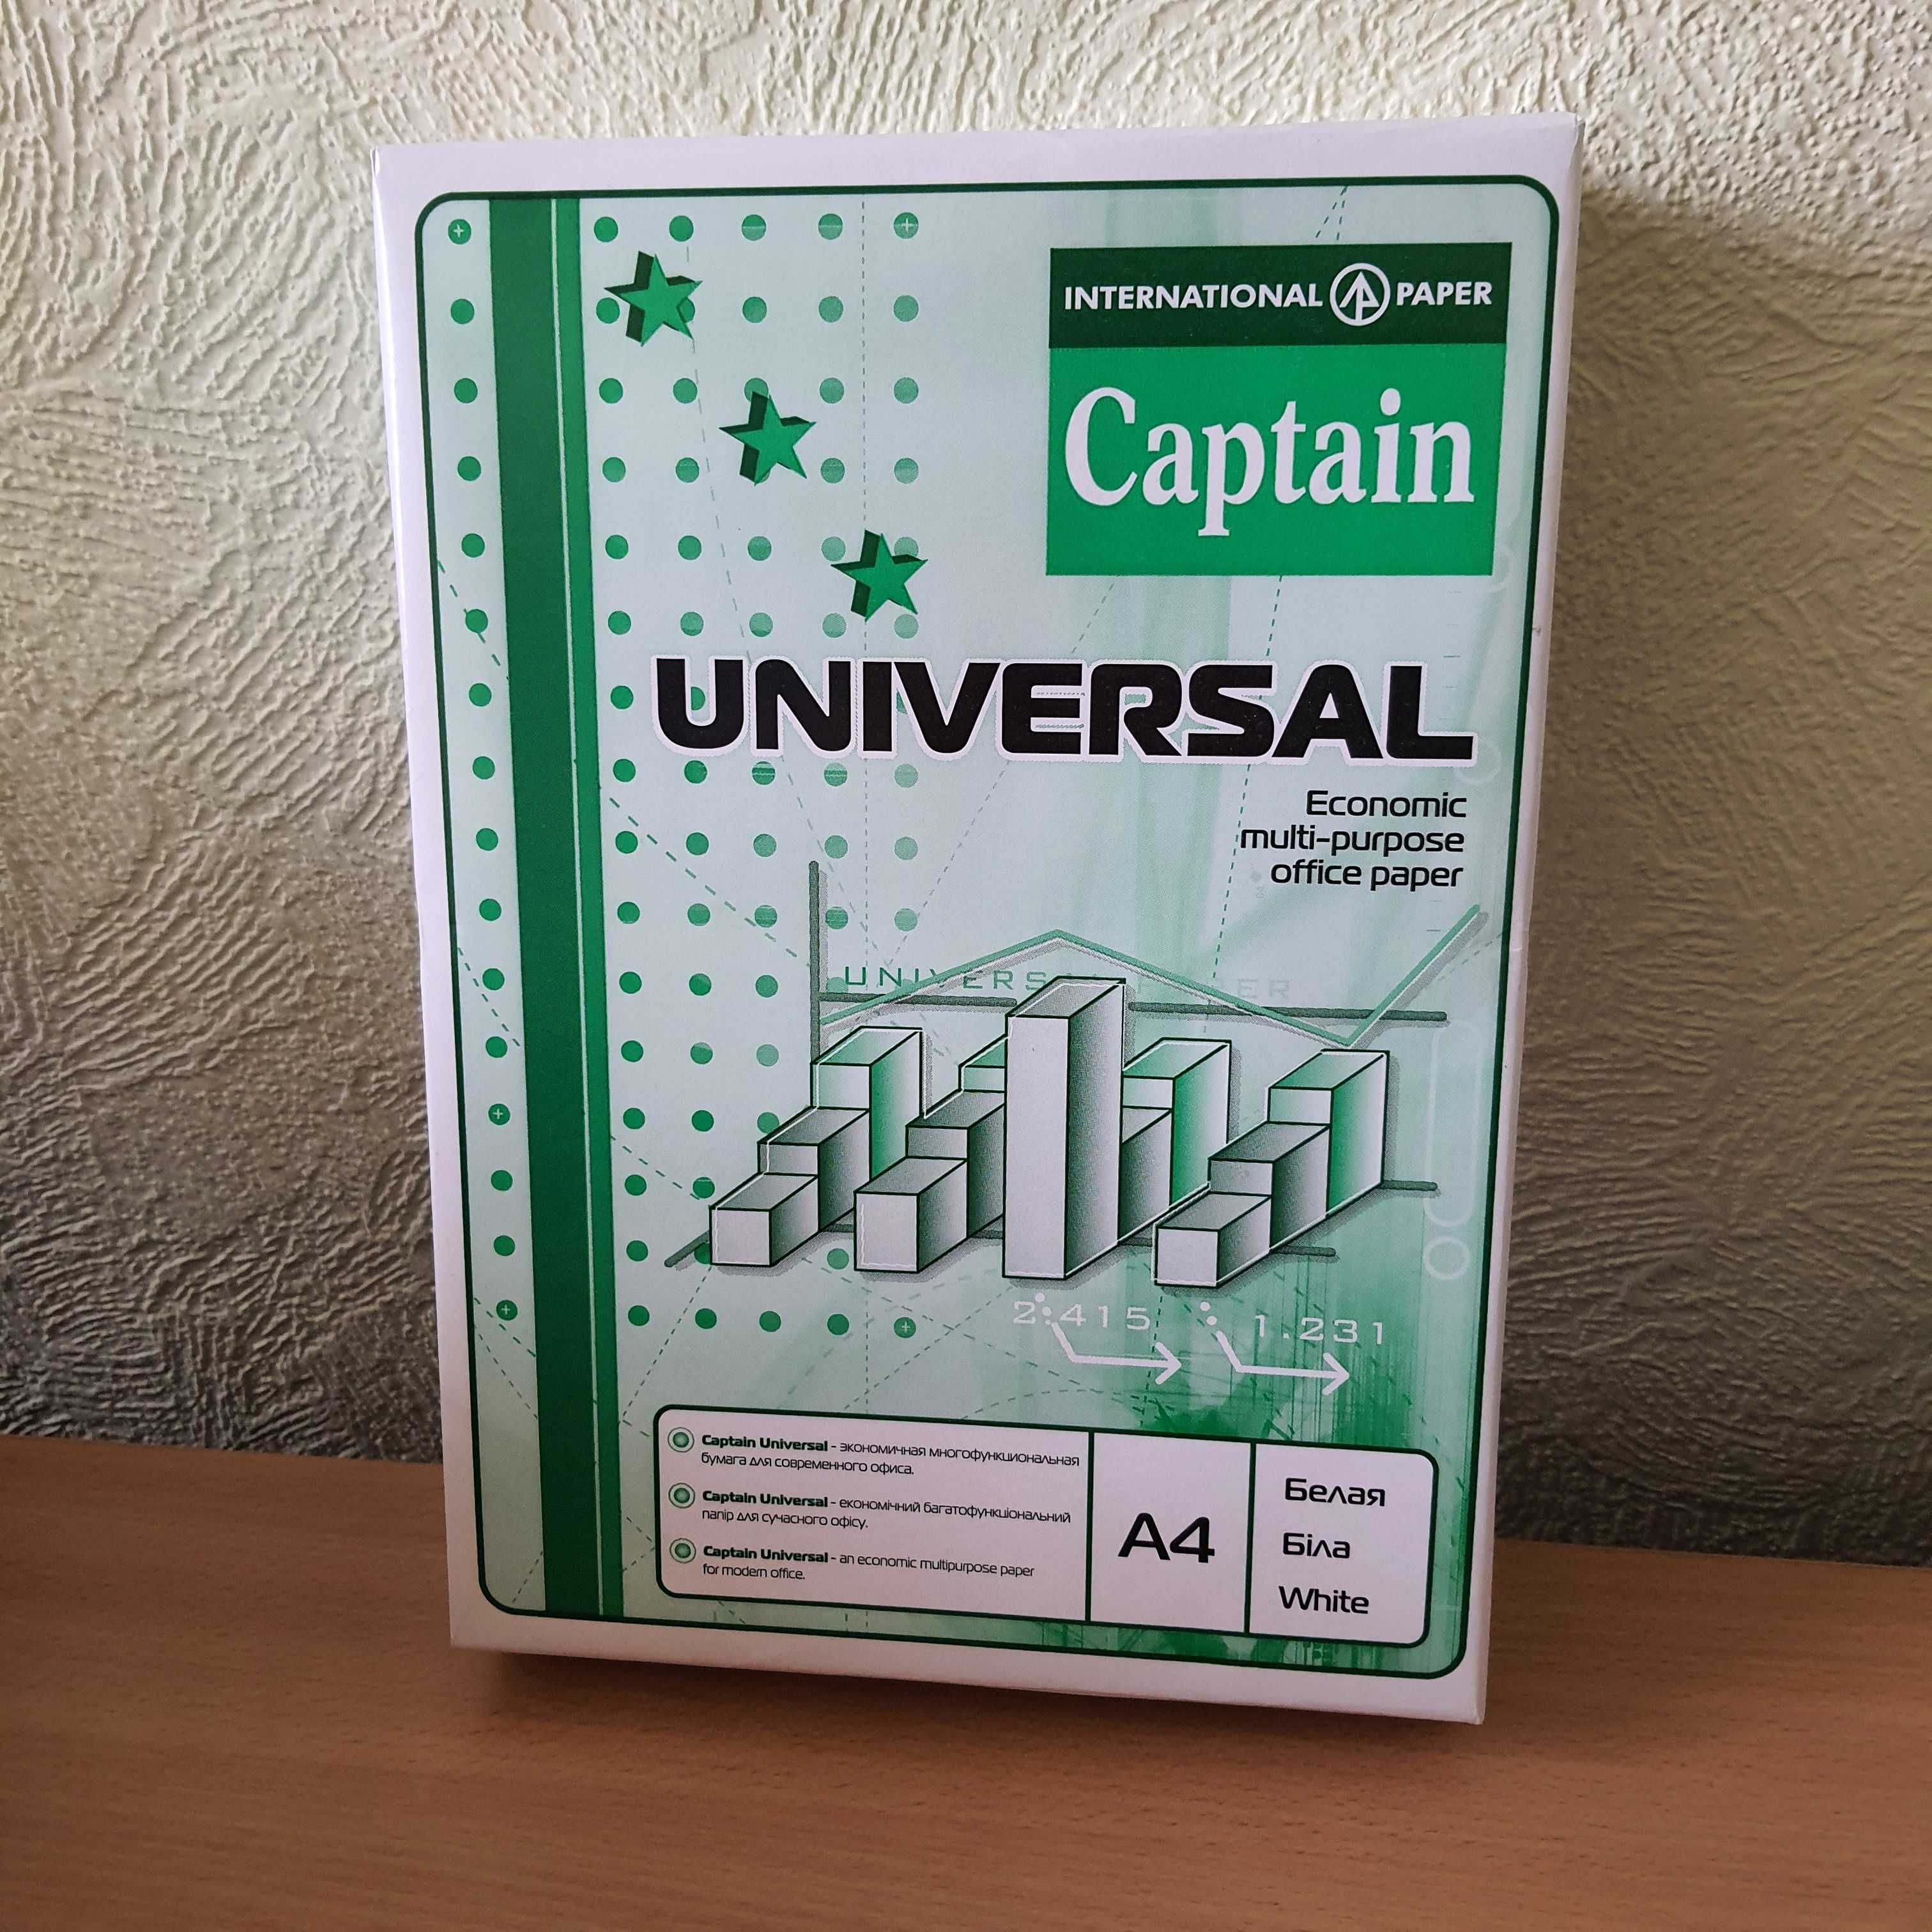 INTERNATIONAL PAPER
Captain
UNIVERSAL
Economic
multi-purpose
office paper
2.415
1.231
Captain Universal - экономичная многофункциональная
бумага для современного офиса.
Captain Universal - економічний багатофункціональний
папір для сучасного офісу.
Captain Universal - an economic multipurpose paper
for modern office.
A4
Белая
Біла
White